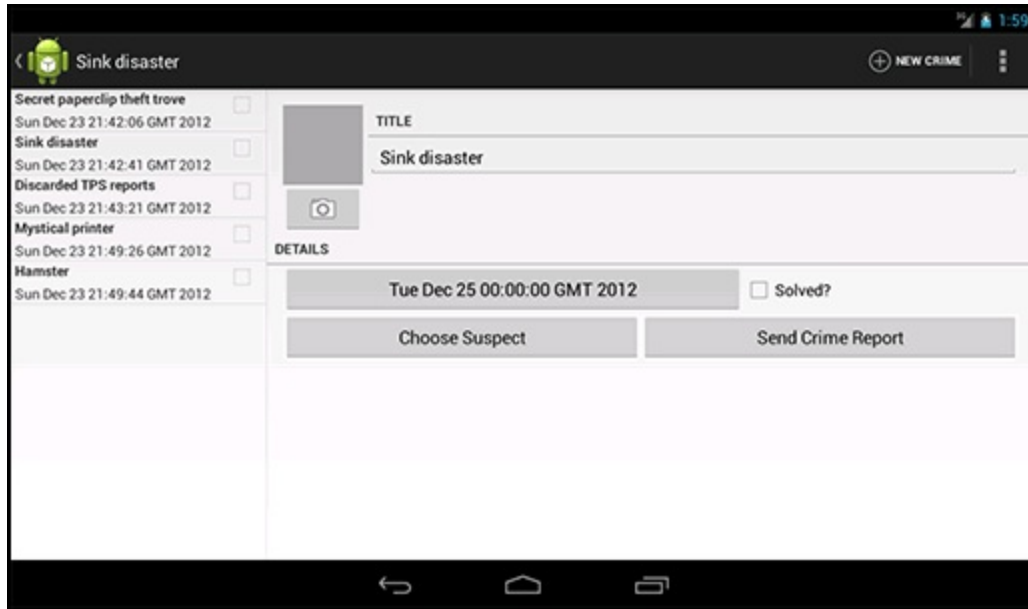 3G 1:59
Sink disaster
NEW CRIME
Secret paperclip theft trove
Sun Dec 23 21:42:06 GMT 2012
Sink disaster
Sun Dec 23 21:42:41 GMT 2012
Discarded TPS reports
Sun Dec 23 21:43:21 GMT 2012
Mystical printer
Sun Dec 23 21:49:26 GMT 2012
Hamster
Sun Dec 23 21:49:44 GMT 2012
TITLE
Sink disaster
DETAILS
Tue Dec 25 00:00:00 GMT 2012
Solved?
Choose Suspect
Send Crime Report